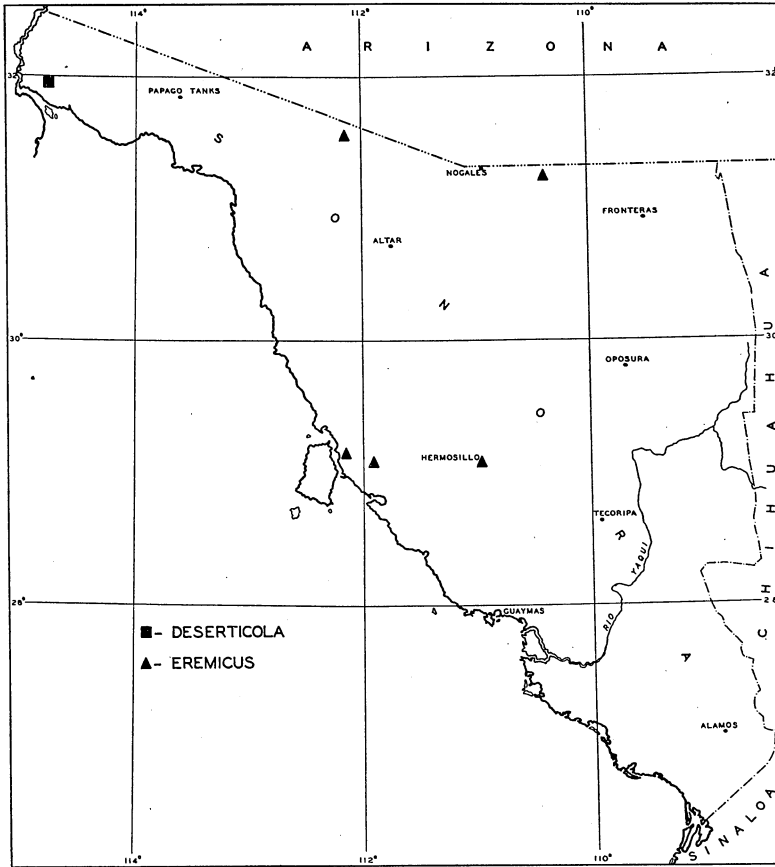 114° 112° 110°
A R I Z O N A
32° 32°
PAPAGO TANKS
S
NOGALES
FRONTERAS
O
ALTAR
N
30° 30
OPOSURA
O
HERMOSILLO
TECORIPA
R
RIO YAQUI
28° 28
GUAYMAS
■- DESERTICOLA
▲- EREMICUS
A
ALAMOS
CHIHUAHUA
SINALOA
114° 112° 110°